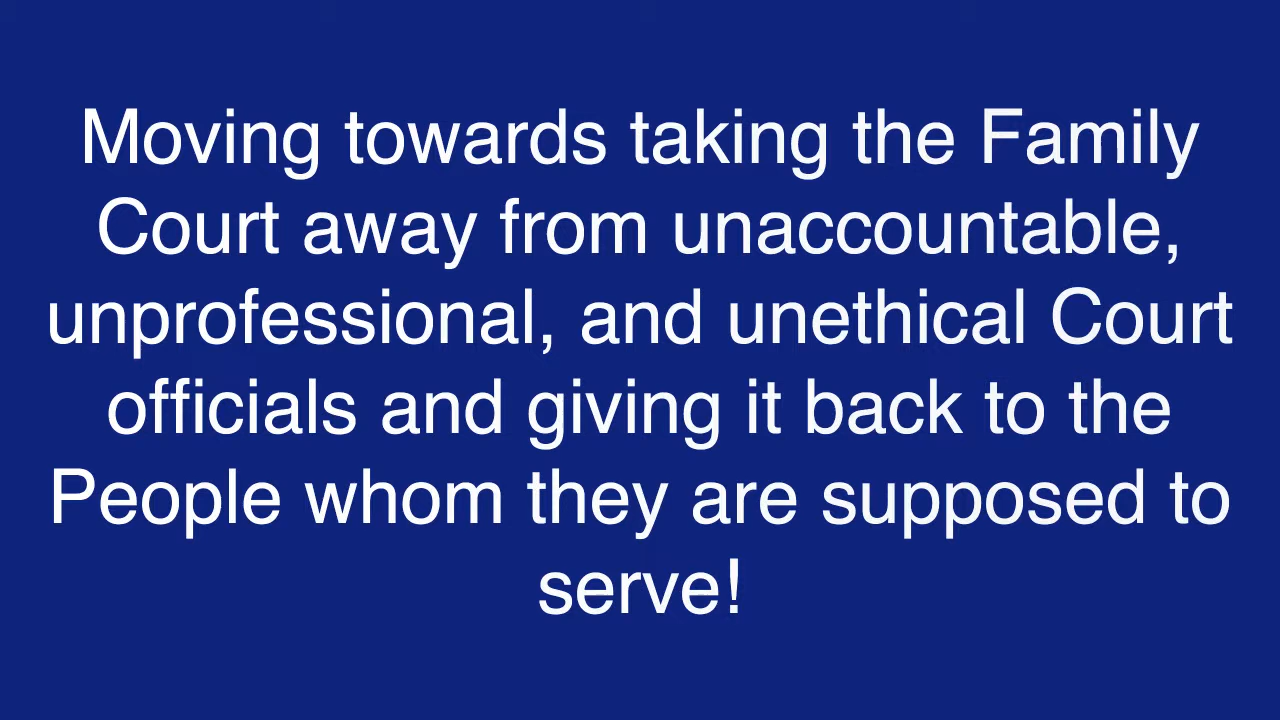 Moving towards taking the Family
Court away from unaccountable,
unprofessional, and unethical Court
officials and giving it back to the
People whom they are supposed to
serve!